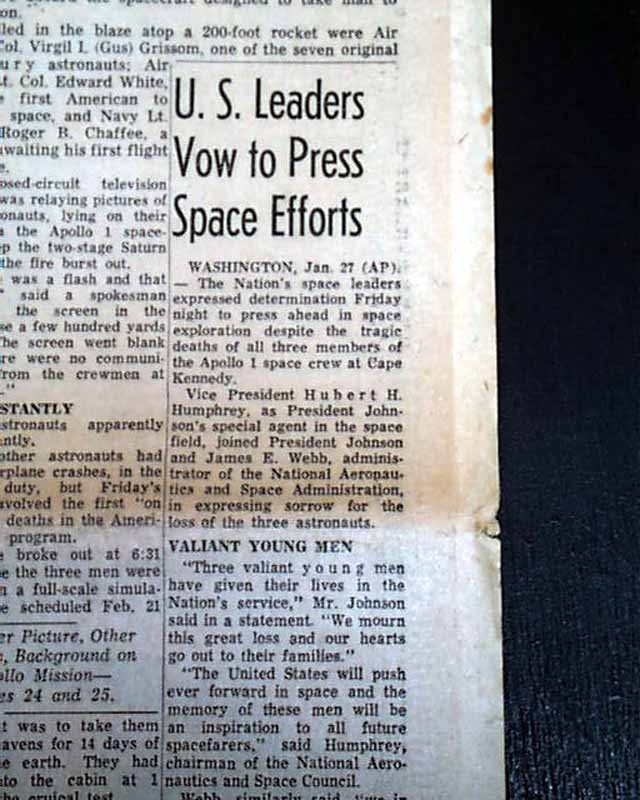 lled in the blaze atop a 200-foot rocket were Air
Col. Virgil I. (Gus) Grissom, one of the seven original
ury astronauts; Air
t. Col. Edward White,
first American to
space, and Navy Lt.
Roger B. Chaffee, a
waiting his first flight
e.
osed-circuit television
was relaying pictures of
onauts, lying on their
the Apollo 1 space-
p the two-stage Saturn
the fire burst out.
was a flash and that
" said a spokesman
the screen in the
se a few hundred yards
he screen went blank
re were no communi-
from the crewmen at
."
STANTLY
stronauts apparently
antly.
other astronauts had
rplane crashes, in the
duty, but Friday's
nvolved the first "on
deaths in the Ameri-
program.
e broke out at 6:31
e the three men were
n a full-scale simula-
e scheduled Feb. 21
er Picture, Other
s, Background on
ollo Mission—
es 24 and 25.
t was to take them
avens for 14 days of
e earth. They had
nto the cabin at 1
the crucial test
U. S. Leaders
Vow to Press
Space Efforts
WASHINGTON, Jan. 27 (AP).
— The Nation's space leaders
expressed determination Friday
night to press ahead in space
exploration despite the tragic
deaths of all three members of
the Apollo 1 space crew at Cape
Kennedy.
Vice President Hubert H.
Humphrey, as President John-
son's special agent in the space
field, joined President Johnson
and James E. Webb, adminis-
trator of the National Aeronau-
tics and Space Administration,
in expressing sorrow for the
loss of the three astronauts.
VALIANT YOUNG MEN
"Three valiant young men
have given their lives in the
Nation's service," Mr. Johnson
said in a statement. "We mourn
this great loss and our hearts
go out to their families."
"The United States will push
ever forward in space and the
memory of these men will be
an inspiration to all future
spacefarers," said Humphrey,
chairman of the National Aero-
nautics and Space Council.
Webb similarly said "we in